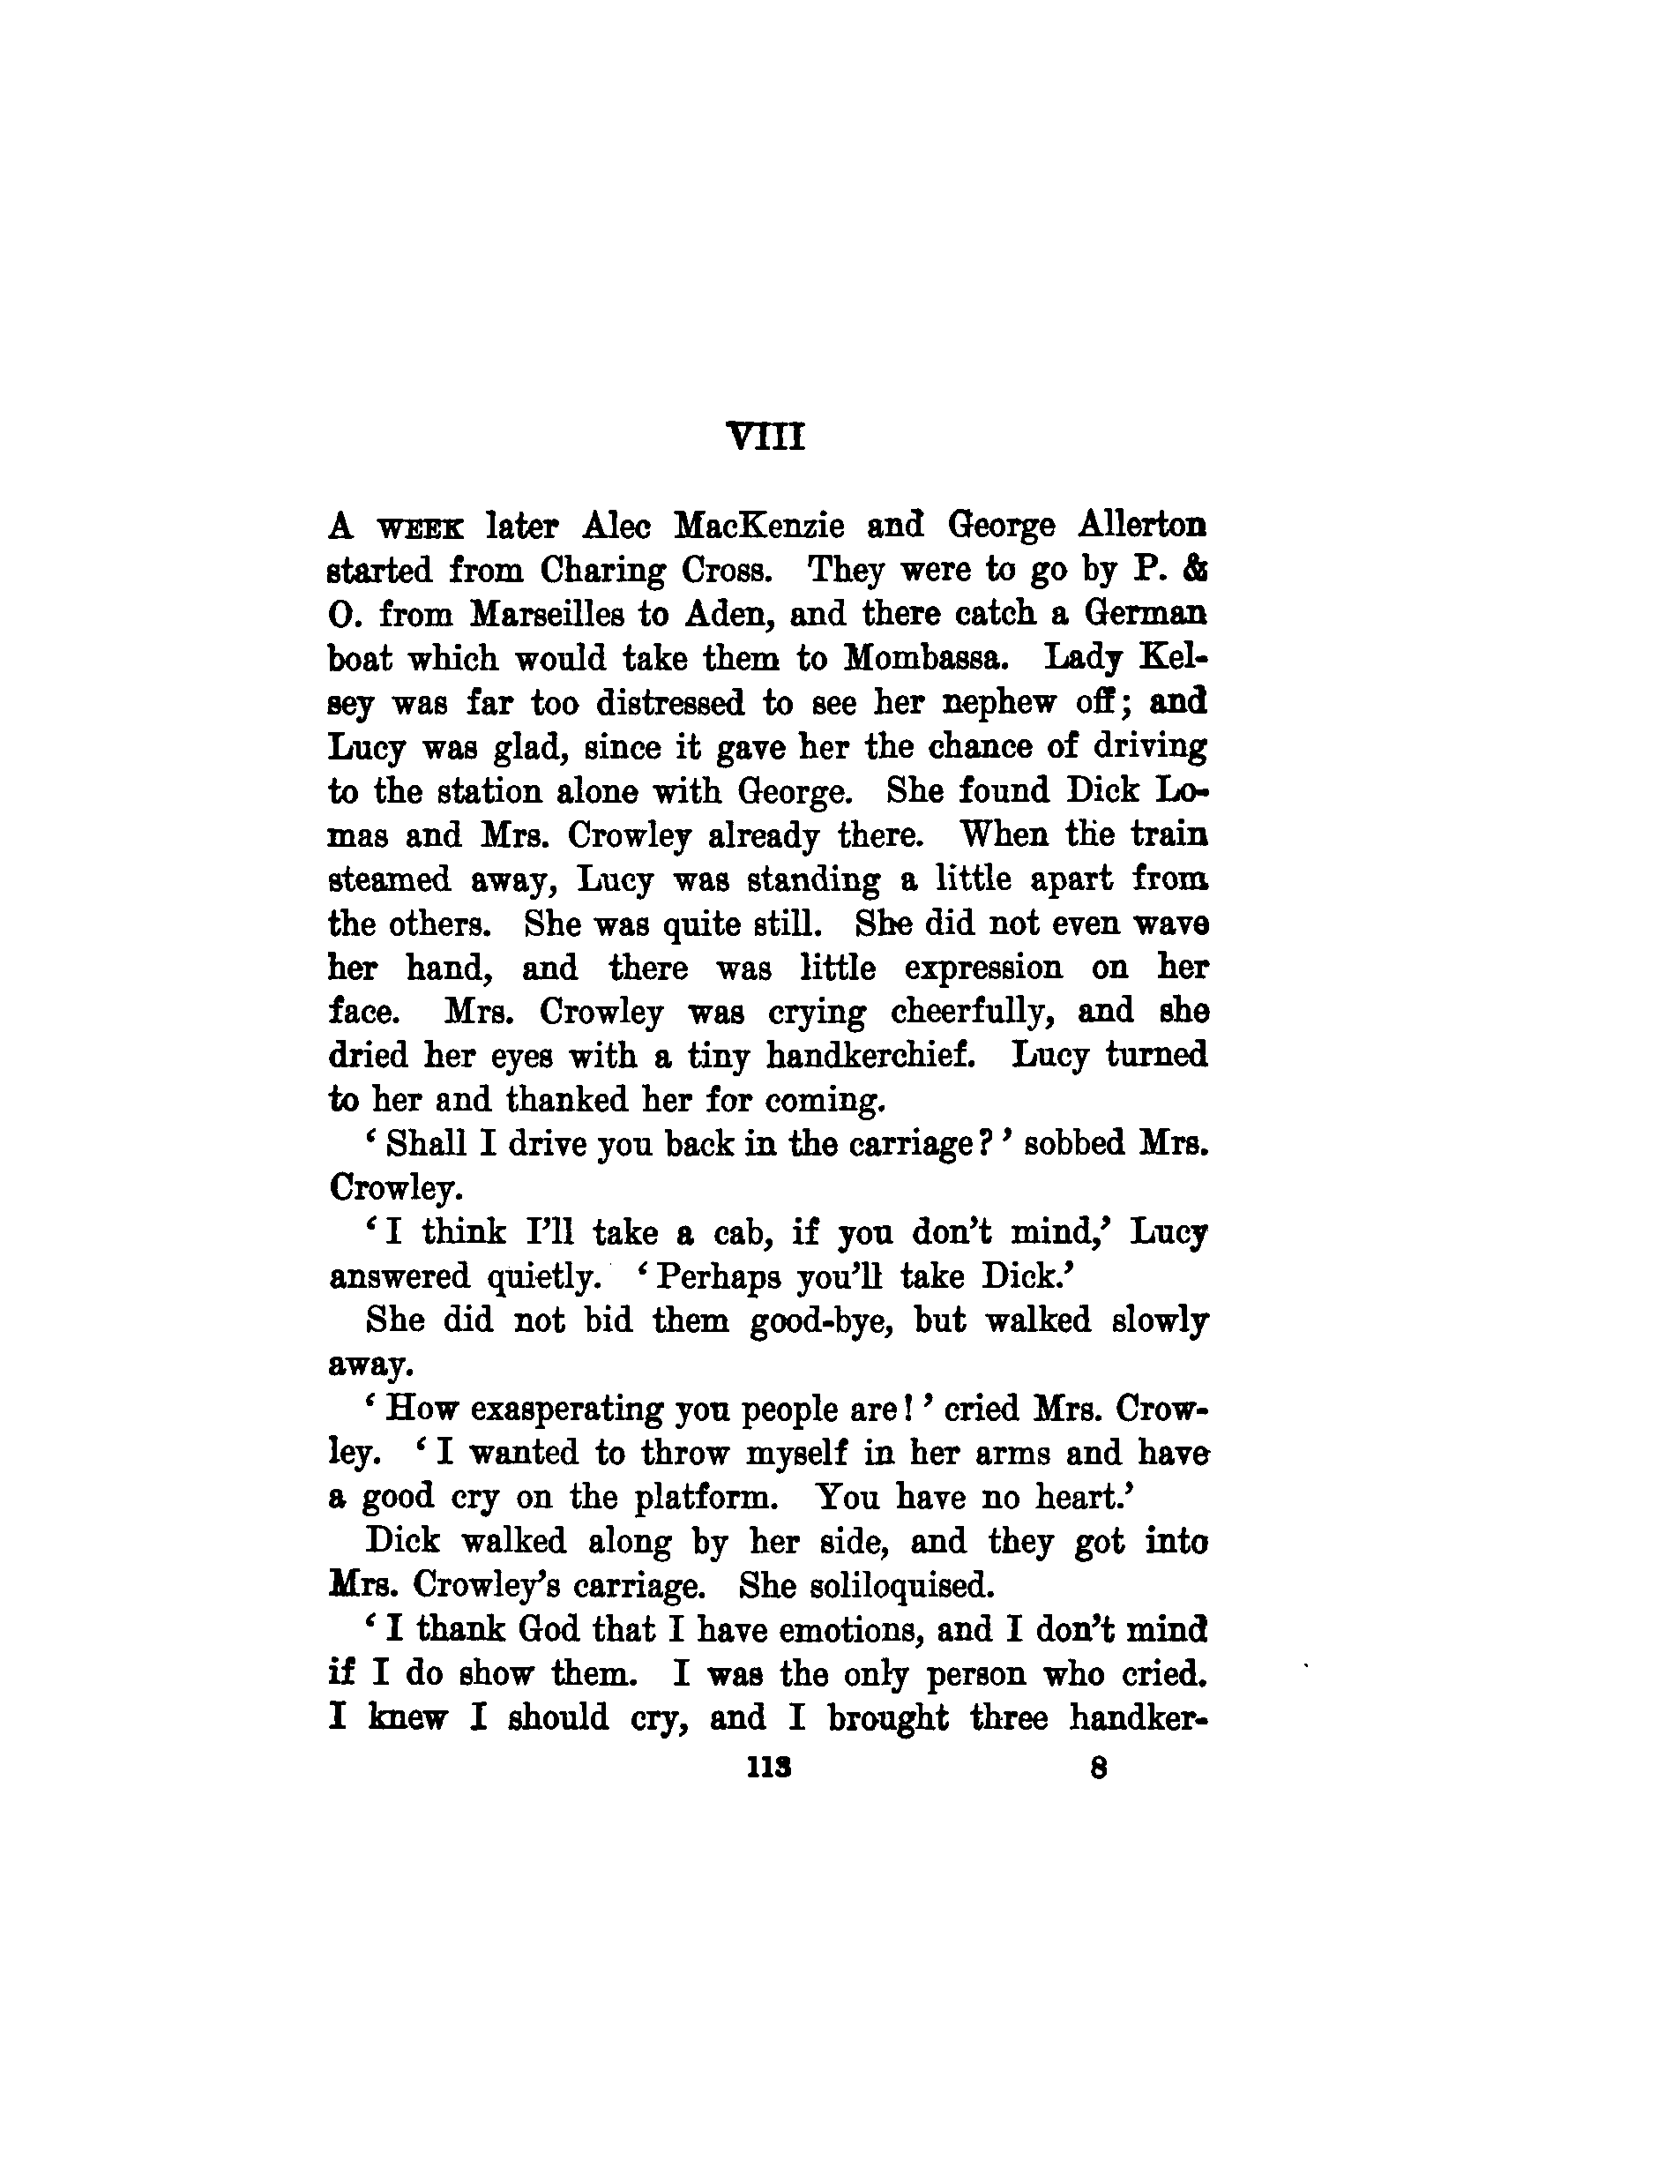 VIII
A WEEK later Alec MacKenzie and George Allerton
started from Charing Cross. They were to go by P. &
O. from Marseilles to Aden, and there catch a German
boat which would take them to Mombassa. Lady Kel-
sey was far too distressed to see her nephew off; and
Lucy was glad, since it gave her the chance of driving
to the station alone with George. She found Dick Lo-
mas and Mrs. Crowley already there. When the train
steamed away, Lucy was standing a little apart from
the others. She was quite still. She did not even wave
her hand, and there was little expression on her
face. Mrs. Crowley was crying cheerfully, and she
dried her eyes with a tiny handkerchief. Lucy turned
to her and thanked her for coming.
‘Shall I drive you back in the carriage?’ sobbed Mrs.
Crowley.
‘I think I’ll take a cab, if you don’t mind,’ Lucy
answered quietly. ‘Perhaps you’ll take Dick.’
She did not bid them good-bye, but walked slowly
away.
‘How exasperating you people are!’ cried Mrs. Crow-
ley. ‘I wanted to throw myself in her arms and have
a good cry on the platform. You have no heart.’
Dick walked along by her side, and they got into
Mrs. Crowley’s carriage. She soliloquised.
‘I thank God that I have emotions, and I don’t mind
if I do show them. I was the only person who cried.
I knew I should cry, and I brought three handker-
113 8